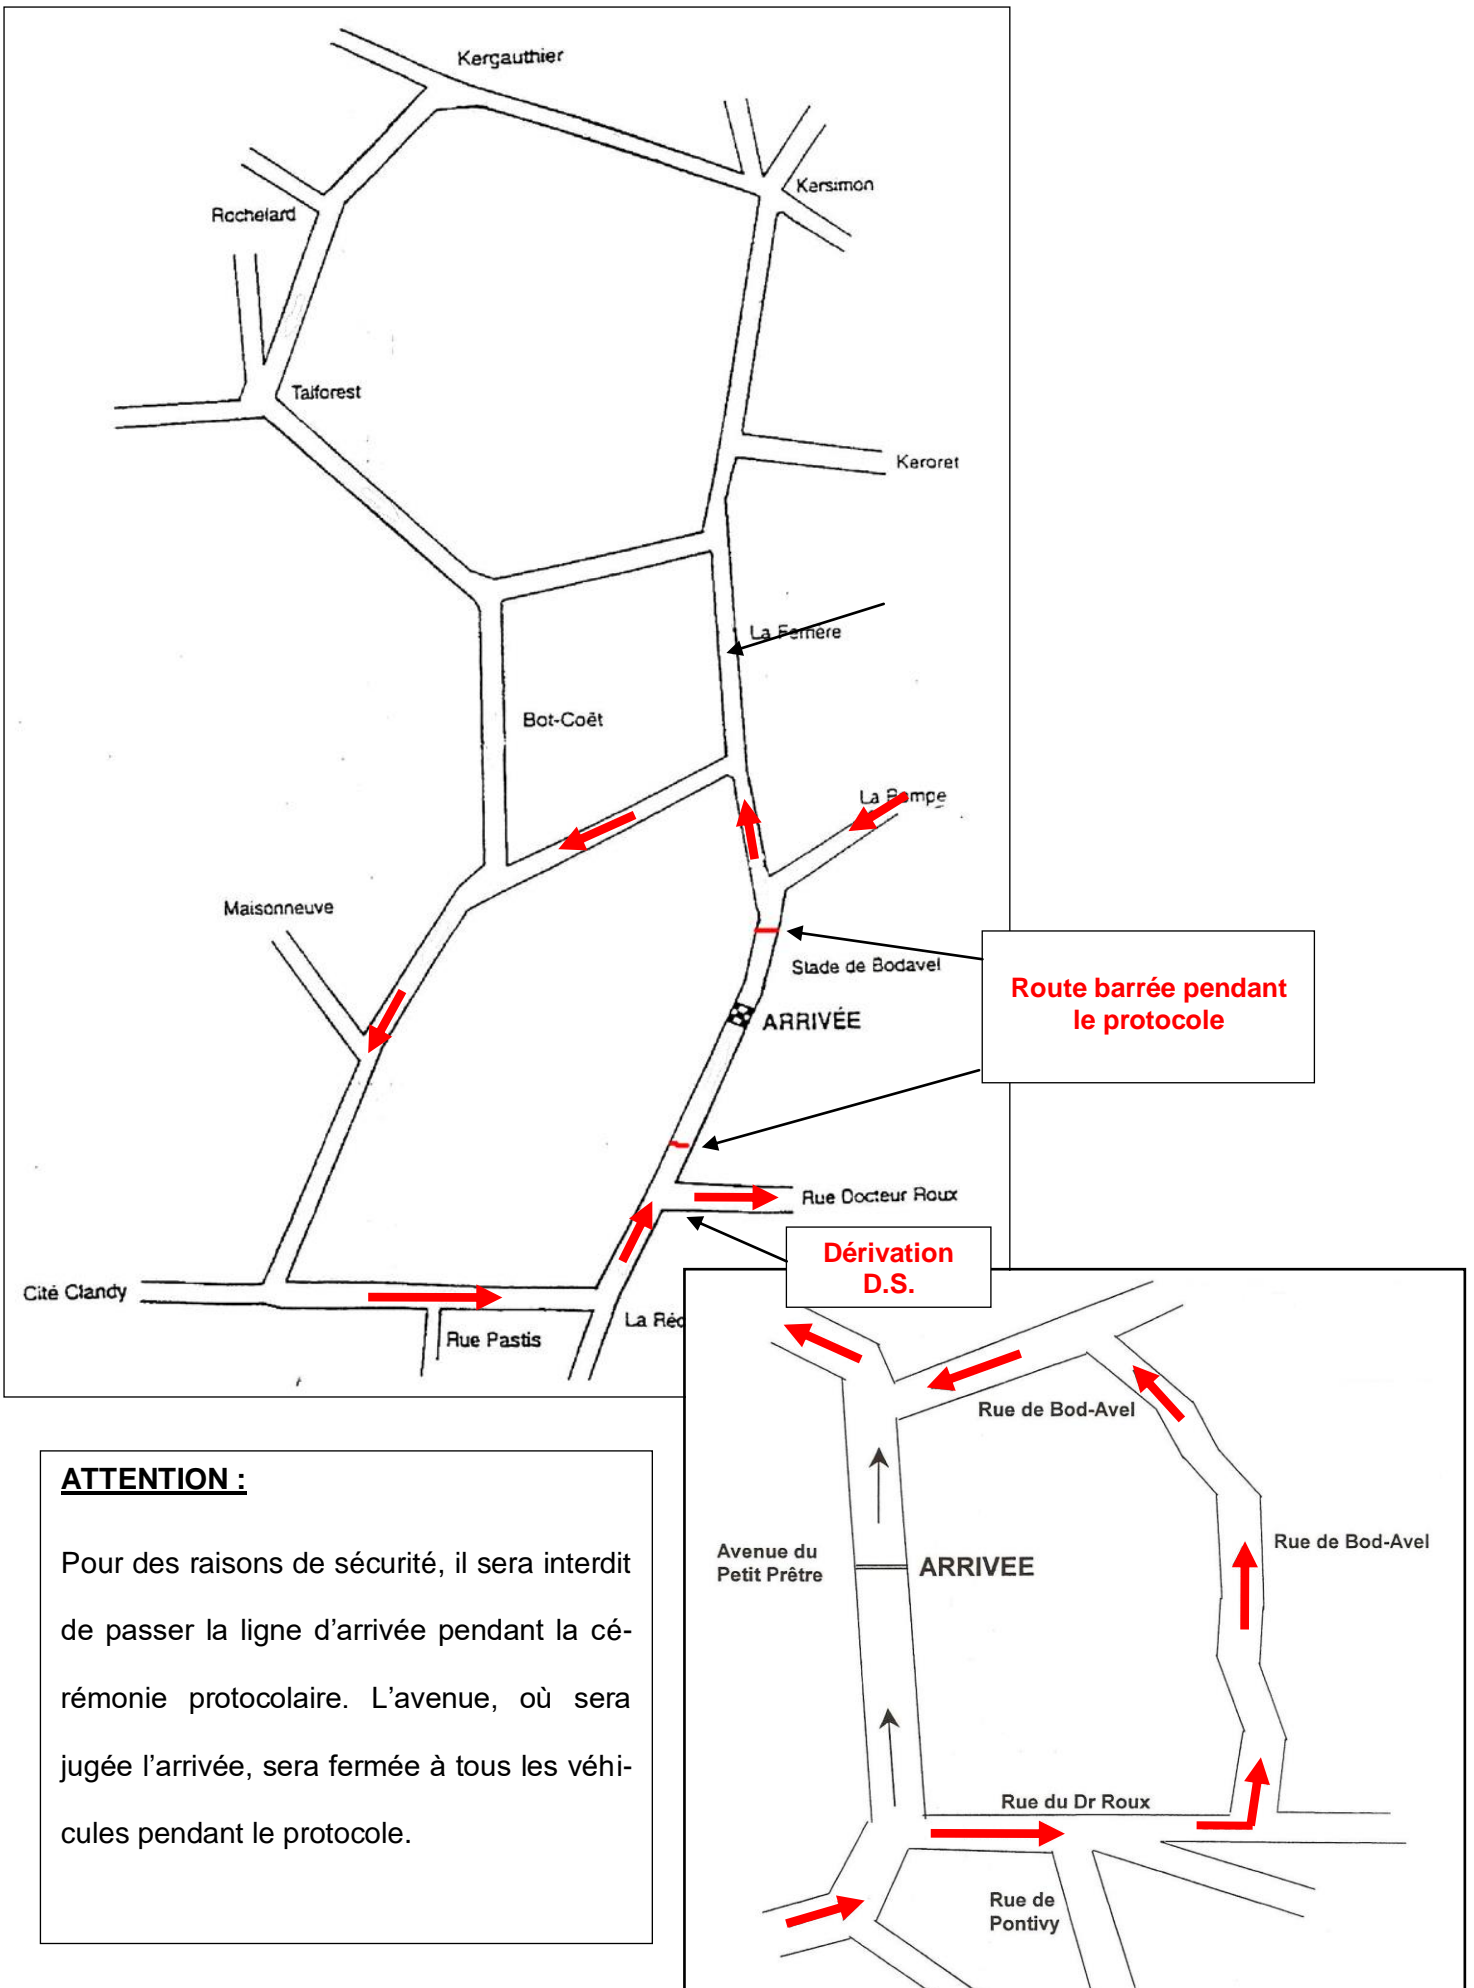 Kergauthier
Kersimon
Rochelard
Talforest
Keroret
La Ferrière
Bot-Coët
La Pompe
Maisonneuve
Stade de Bodavel
Route barrée pendant
le protocole
ARRIVÉE
Rue Docteur Roux
Dérivation
D.S.
Cité Clandy
La Réc
Rue Pastis
Rue de Bod-Avel
ATTENTION :
Pour des raisons de sécurité, il sera interdit
de passer la ligne d’arrivée pendant la cé-
rémonie protocolaire. L’avenue, où sera
jugée l’arrivée, sera fermée à tous les véhi-
cules pendant le protocole.
Avenue du
Petit Prêtre
ARRIVEE
Rue de Bod-Avel
Rue du Dr Roux
Rue de
Pontivy